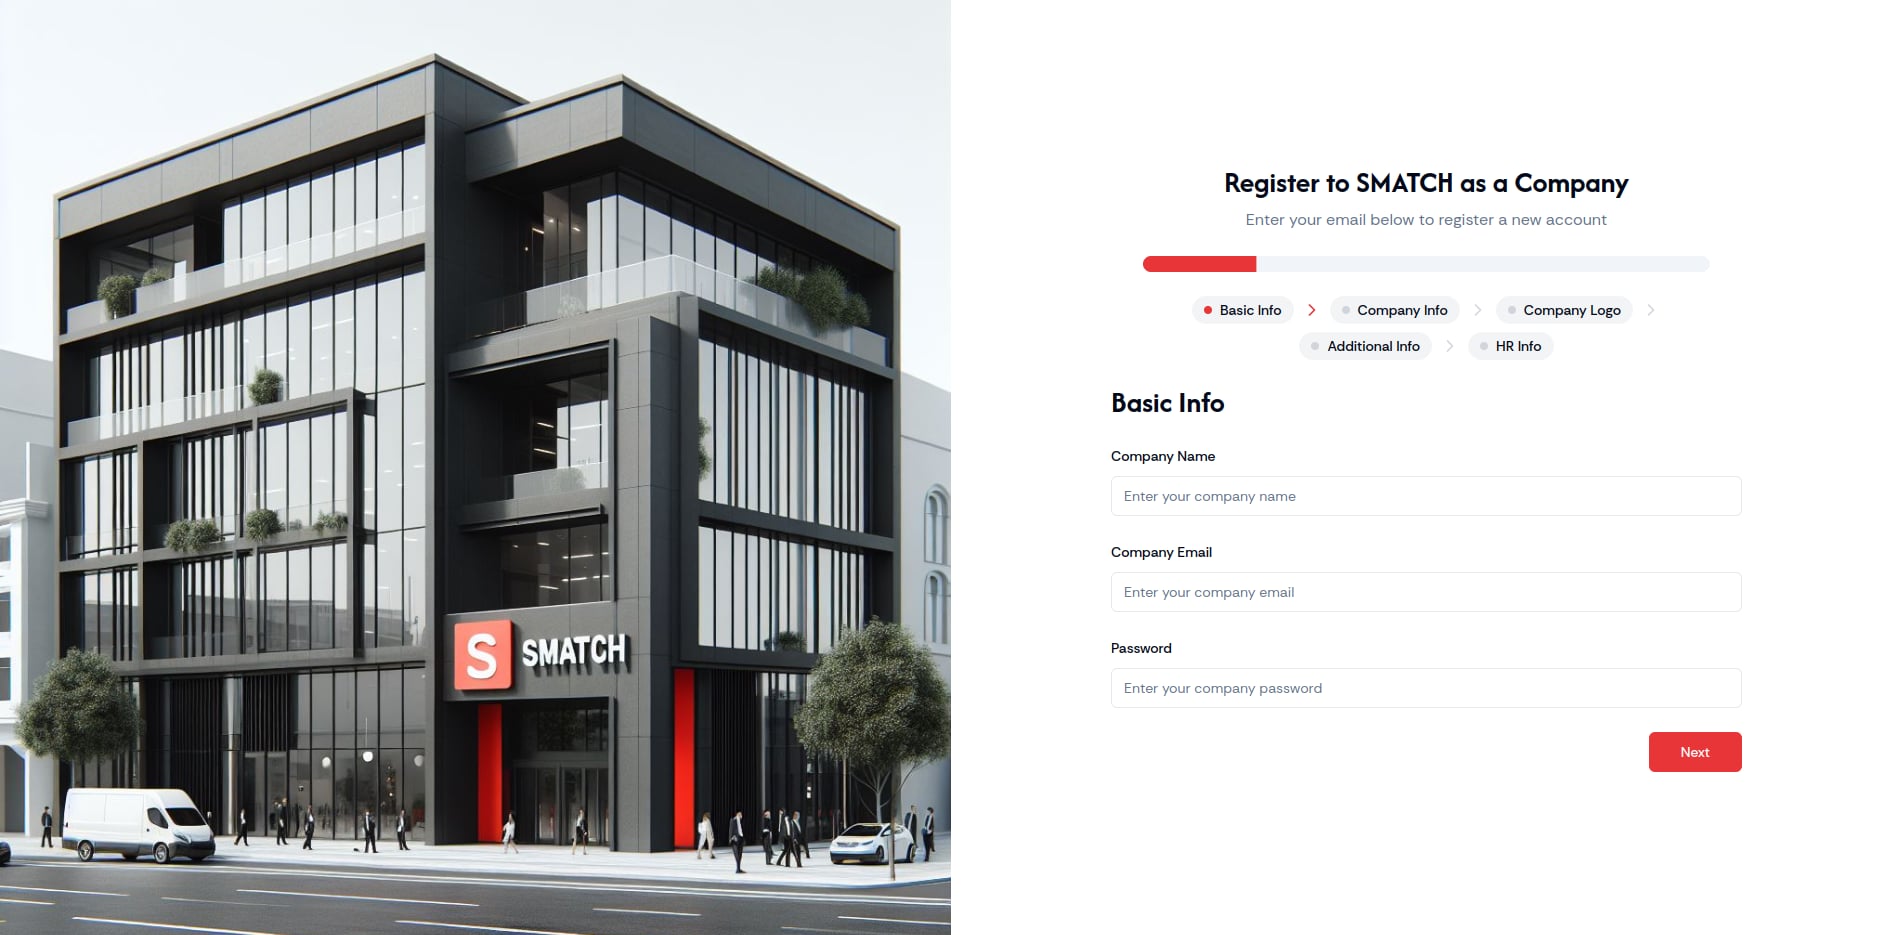 S SMATCH
Register to SMATCH as a Company
Enter your email below to register a new account
Basic Info
Company Info
Company Logo
Additional Info
HR Info
Basic Info
Company Name
Enter your company name
Company Email
Enter your company email
Password
Enter your company password
Next